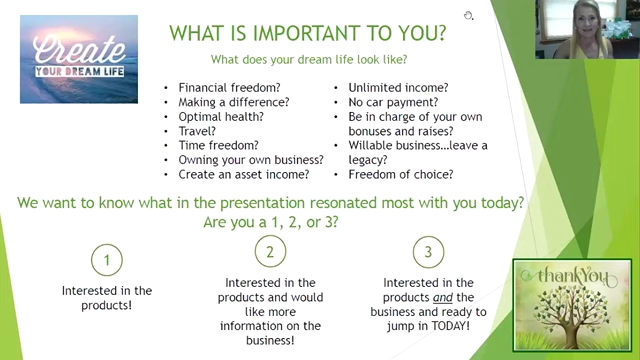 Create
YOUR DREAM LIFE
WHAT IS IMPORTANT TO YOU?
What does your dream life look like?
• Financial freedom?
• Making a difference?
• Optimal health?
• Travel?
• Time freedom?
• Owning your own business?
• Create an asset income?
• Unlimited income?
• No car payment?
• Be in charge of your own
bonuses and raises?
• Willable business...leave a
legacy?
• Freedom of choice?
We want to know what in the presentation resonated most with you today?
Are you a 1, 2, or 3?
1
Interested in the
products!
2
Interested in the
products and would
like more
information on the
business!
3
Interested in the
products and the
business and ready to
jump in TODAY!
thankYou